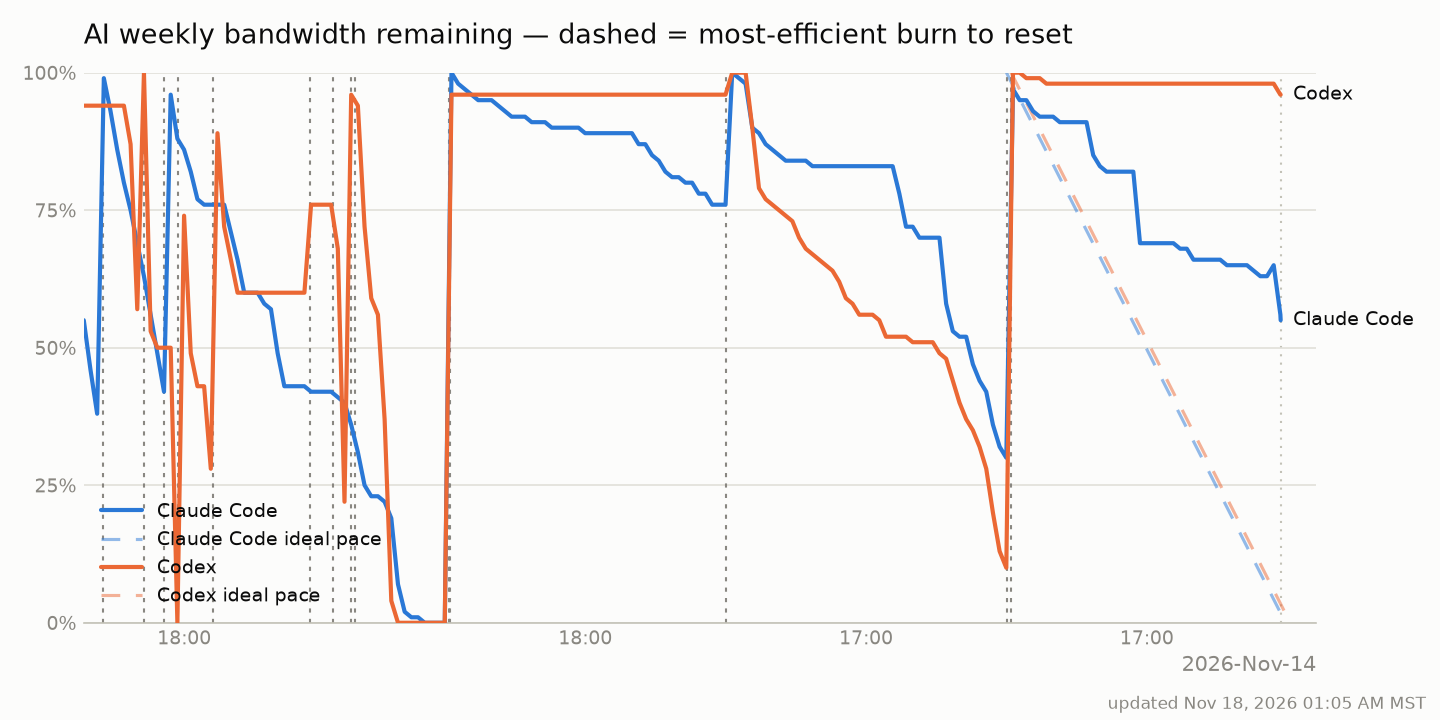 AI weekly bandwidth remaining — dashed = most-efficient burn to reset
100%
75%
50%
25%
0%
Codex
Claude Code
Claude Code
Claude Code ideal pace
Codex
Codex ideal pace
18:00
18:00
17:00
17:00
2026-Nov-14
updated Nov 18, 2026 01:05 AM MST